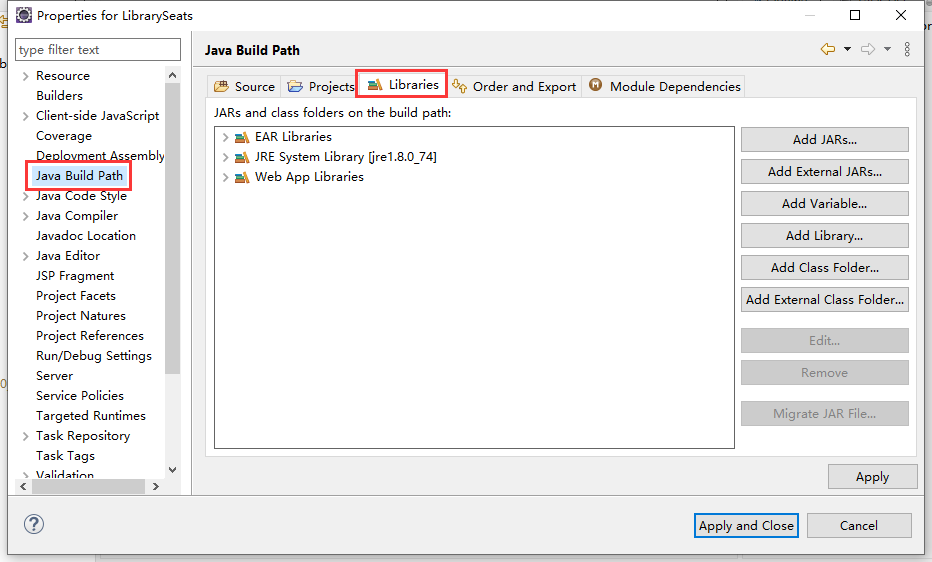 Properties for LibrarySeats
type filter text
Resource
Builders
Client-side JavaScript
Coverage
Deployment Assembly
Java Build Path
Java Code Style
Java Compiler
Javadoc Location
Java Editor
JSP Fragment
Project Facets
Project Natures
Project References
Run/Debug Settings
Server
Service Policies
Targeted Runtimes
Task Repository
Task Tags
Validation
Java Build Path
Source Projects Libraries Order and Export Module Dependencies
JARs and class folders on the build path:
EAR Libraries
JRE System Library [jre1.8.0_74]
Web App Libraries
Add JARs...
Add External JARs...
Add Variable...
Add Library...
Add Class Folder...
Add External Class Folder...
Edit...
Remove
Migrate JAR File...
Apply
Apply and Close Cancel